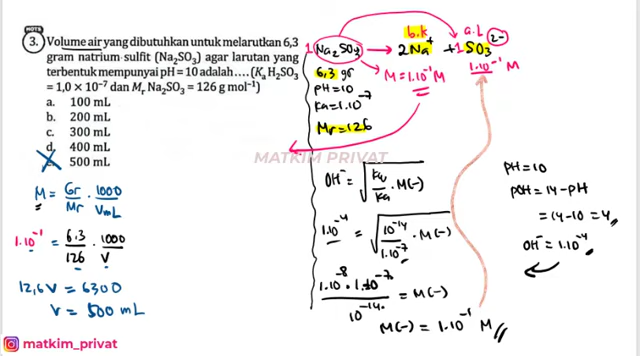 3. Volume air yang dibutuhkan untuk melarutkan 6,3
gram natrium sulfit (Na₂SO₃) agar larutan yang
terbentuk mempunyai pH = 10 adalah.... (KₐH₂SO₃
= 1,0 × 10⁻⁷ dan Mᵣ Na₂SO₃ = 126 g mol⁻¹)
a. 100 mL
b. 200 mL
c. 300 mL
d. 400 mL
500 mL
M = Gr/Mr . 1000/VmL
1.10⁻¹ = 6.3/126 . 1000/V
12,6 V = 6300
V = 500 mL
b.k a.l
1 Na₂SO₃ → 2Na⁺ + 1SO₃²⁻
6,3 gr
M = 1.10⁻¹ M
1.10⁻¹ M
pH = 10
Ka = 1.10⁻⁷
Mr = 126
MATKIM PRIVAT
OH⁻ = √(Kw/Ka . M(-))
1.10⁻⁴ = √(10⁻¹⁴/1.10⁻⁷ . M(-))
1.10⁻⁸ . 1.10⁻⁷/10⁻¹⁴ = M(-)
M(-) = 1.10⁻¹ M
pH = 10
pOH = 14 - pH
= 14 - 10 = 4
OH⁻ = 1.10⁻⁴
matkim_privat